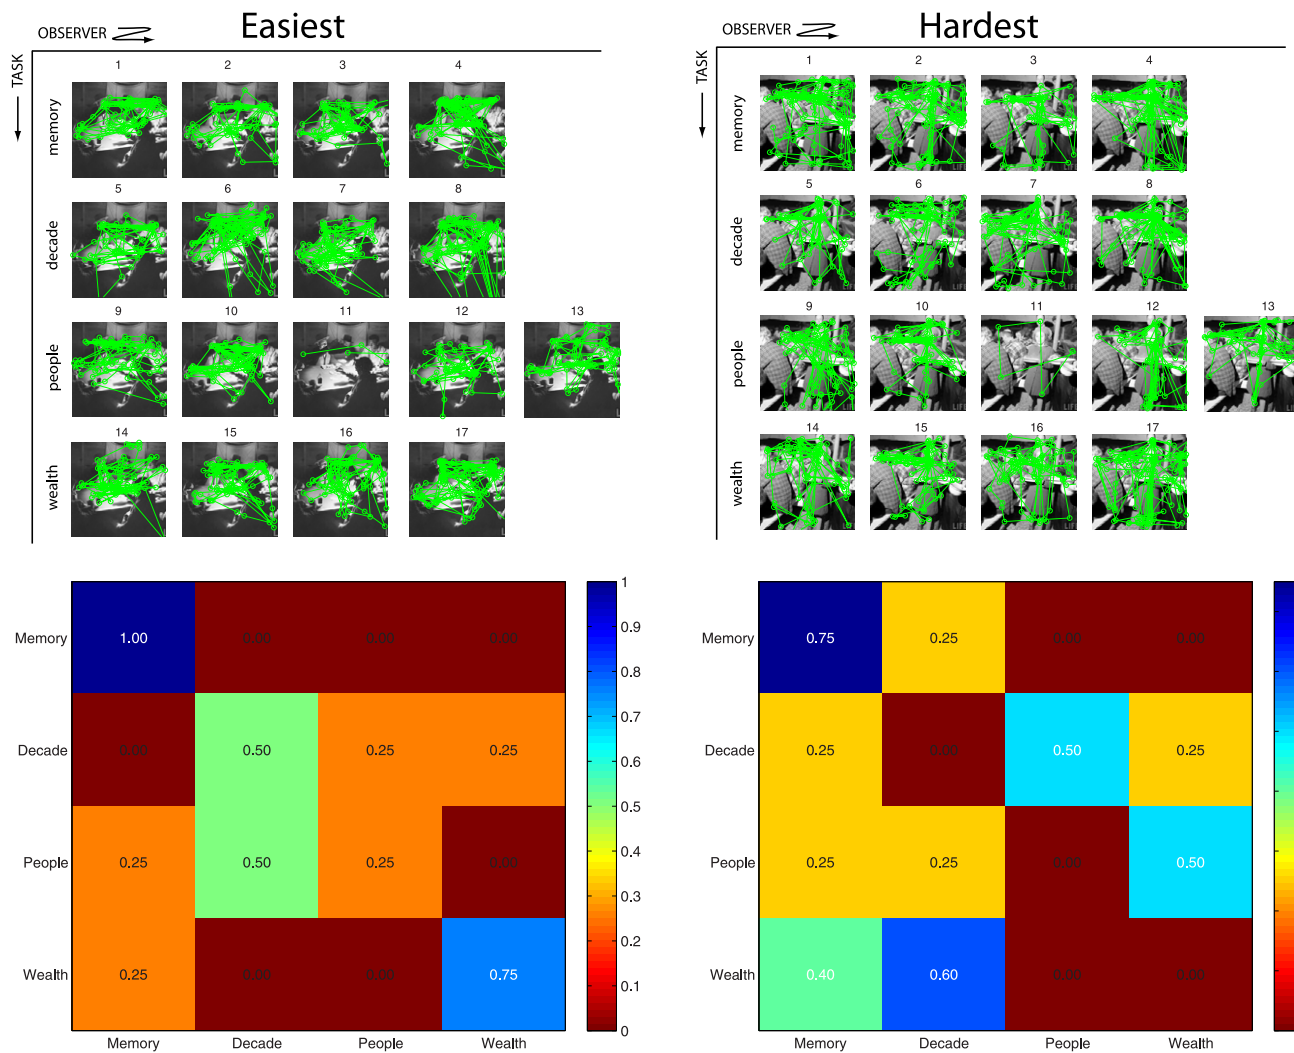 Easiest
OBSERVER
TASK
1 2 3 4
memory
5 6 7 8
decade
9 10 11 12 13
people
14 15 16 17
wealth
Hardest
OBSERVER
TASK
1 2 3 4
memory
5 6 7 8
decade
LIFE
9 10 11 12 13
people
14 15 16 17
wealth
Memory 1.00 0.00 0.00 0.00
Decade 0.00 0.50 0.25 0.25
People 0.25 0.50 0.25 0.00
Wealth 0.25 0.00 0.00 0.75
Memory Decade People Wealth
1
0.9
0.8
0.7
0.6
0.5
0.4
0.3
0.2
0.1
0
Memory 0.75 0.25 0.00 0.00
Decade 0.25 0.00 0.50 0.25
People 0.25 0.25 0.00 0.50
Wealth 0.40 0.60 0.00 0.00
Memory Decade People Wealth